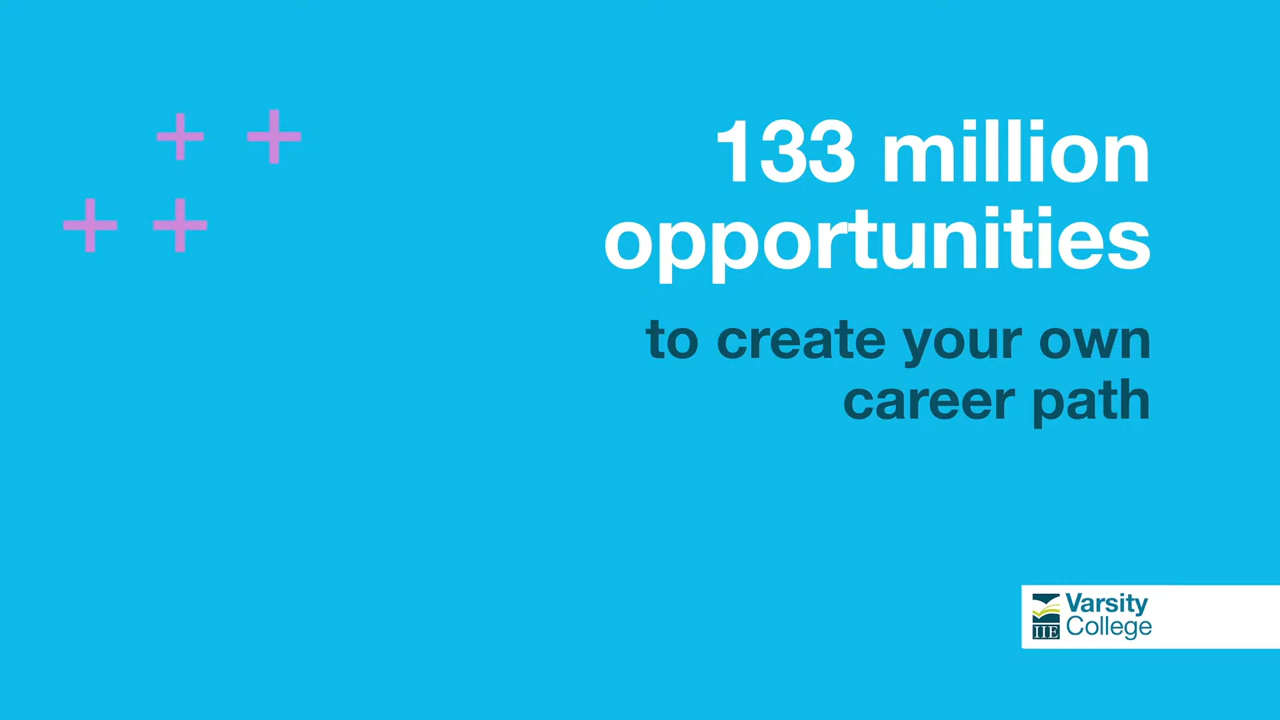 133 million
opportunities
to create your own
career path
Varsity
College
IIE